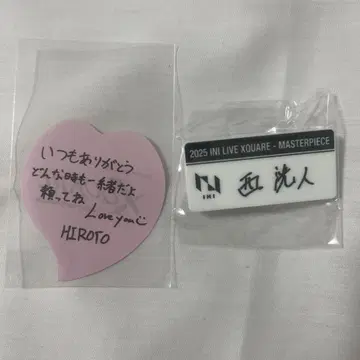 いつもありがとう
どんな時も一緒だよ
頼ってね
Love you
HIROTO
2025 INI LIVE XQUARE - MASTERPIECE
INI
西 洸人